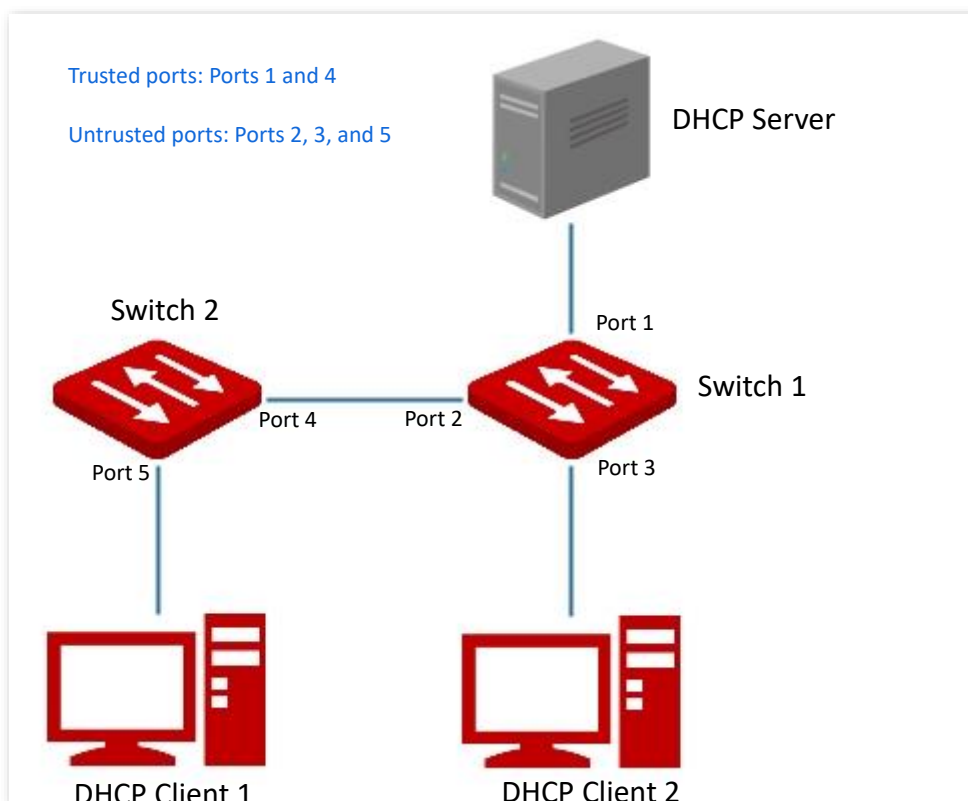 Trusted ports: Ports 1 and 4
Untrusted ports: Ports 2, 3, and 5
DHCP Server
Switch 2
Port 1
Switch 1
Port 4
Port 2
Port 5
Port 3
DHCP Client 1
DHCP Client 2